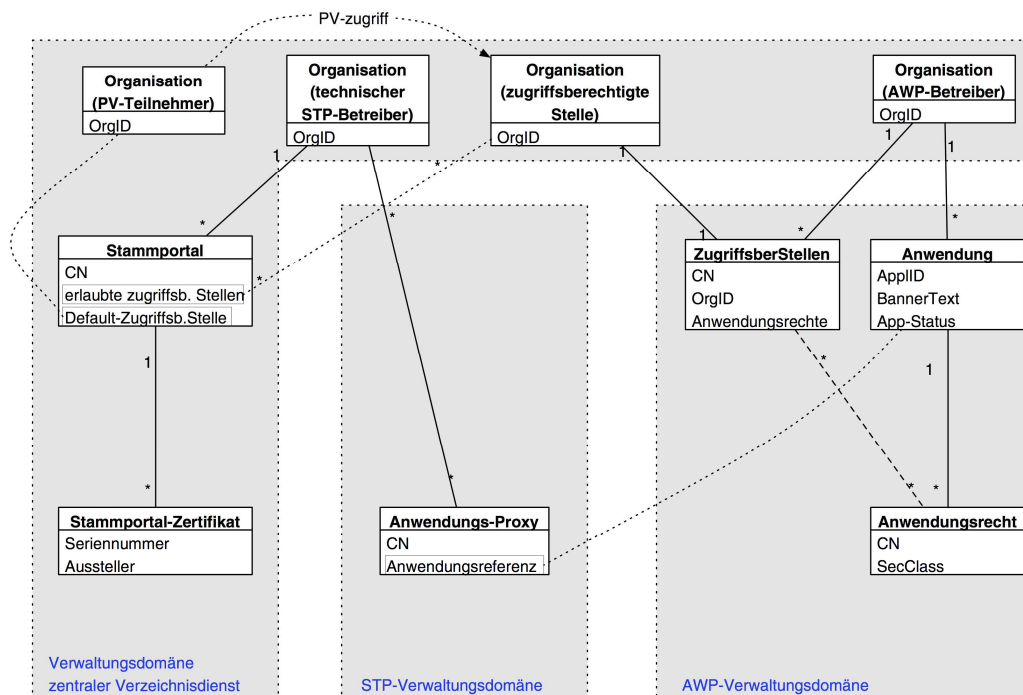 PV-zugriff
Organisation
(PV-Teilnehmer)
OrgID
Organisation
(technischer
STP-Betreiber)
OrgID
Organisation
(zugriffsberechtigte
Stelle)
OrgID
Organisation
(AWP-Betreiber)
OrgID
1
*
1
1
1
*
*
*
1
*
*
Stammportal
CN
erlaubte zugriffsb. Stellen
Default-Zugriffsb.Stelle
ZugriffsberStellen
CN
OrgID
Anwendungsrechte
Anwendung
ApplID
BannerText
App-Status
1
*
1
*
*
*
*
Stammportal-Zertifikat
Seriennummer
Aussteller
Anwendungs-Proxy
CN
Anwendungsreferenz
Anwendungsrecht
CN
SecClass
Verwaltungsdomäne
zentraler Verzeichnisdienst
STP-Verwaltungsdomäne
AWP-Verwaltungsdomäne